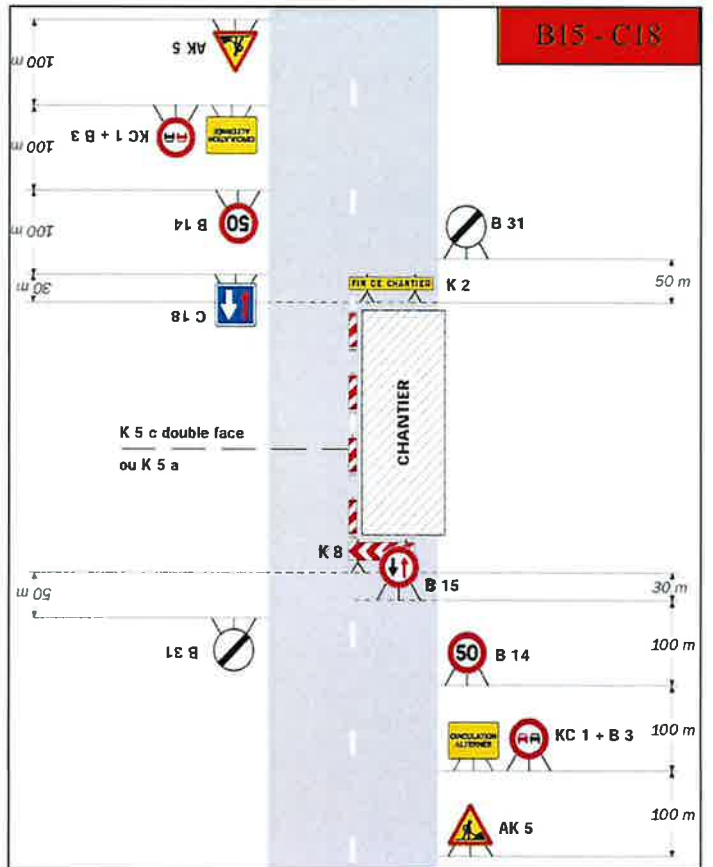 B15 - C18
100 m
AK 5
100 m
KC 1 + B 3
CIRCULATION
ALTERNÉE
100 m
B 14
50
B 31
30 m
C 18
FIN DE CHANTIER
K 2
50 m
CHANTIER
K 5 c double face
ou K 5 a
K 8
B 15
50 m
30 m
B 31
50
B 14
100 m
CIRCULATION
ALTERNÉE
KC 1 + B 3
100 m
AK 5
100 m